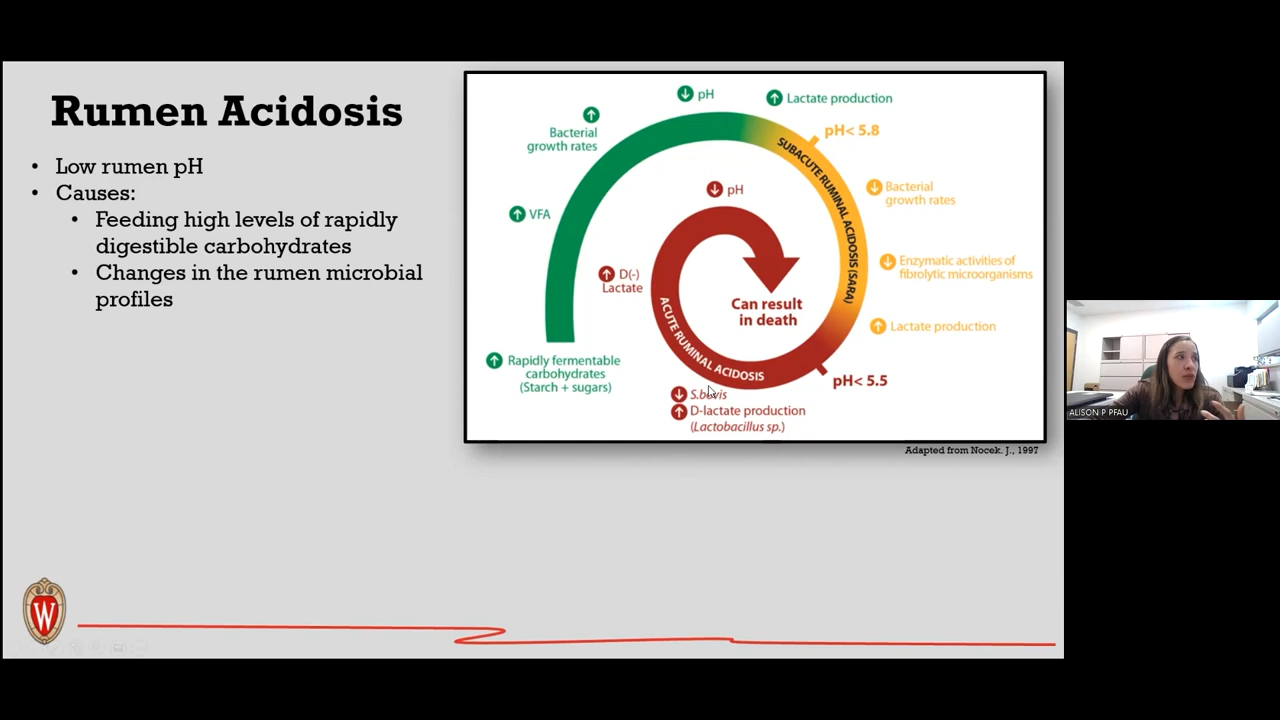 Rumen Acidosis
• Low rumen pH
• Causes:
• Feeding high levels of rapidly
digestible carbohydrates
• Changes in the rumen microbial
profiles
pH
Lactate production
Bacterial
growth rates
pH< 5.8
SUBACUTE RUMINAL ACIDOSIS (SARA)
pH
Bacterial
growth rates
VFA
D(-)
Lactate
Enzymatic activities of
fibrolytic microorganisms
Can result
in death
Lactate production
ACUTE RUMINAL ACIDOSIS
Rapidly fermentable
carbohydrates
(Starch + sugars)
pH< 5.5
S.bovis
D-lactate production
(Lactobacillus sp.)
Adapted from Nocek. J., 1997
W
ALISON P PFAU